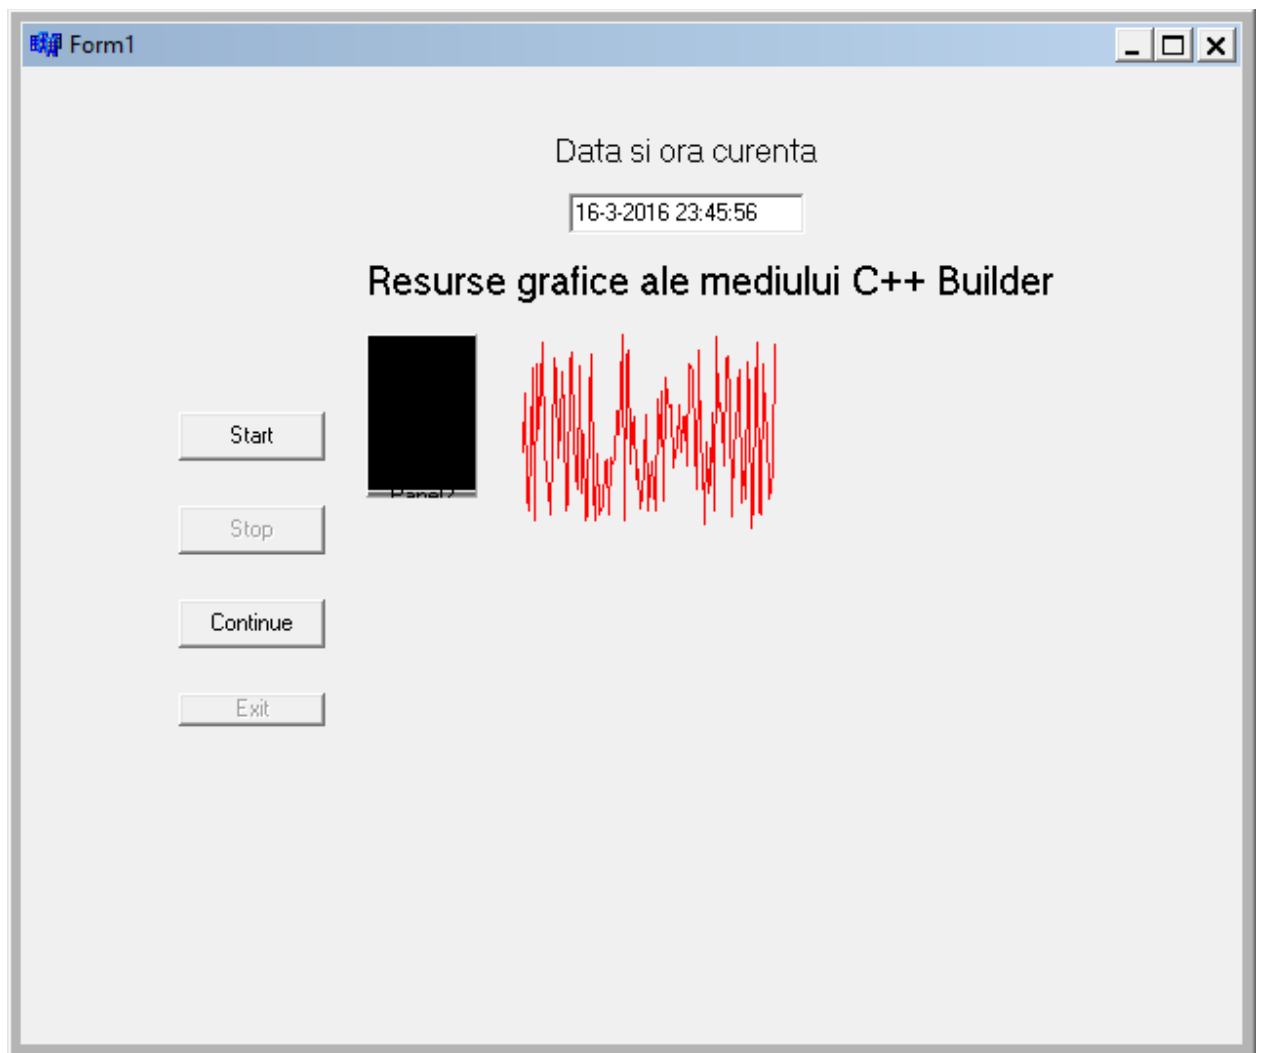 Form1
Data si ora curenta
16-3-2016 23:45:56
Resurse grafice ale mediului C++ Builder
Panel2
Start
Stop
Continue
Exit